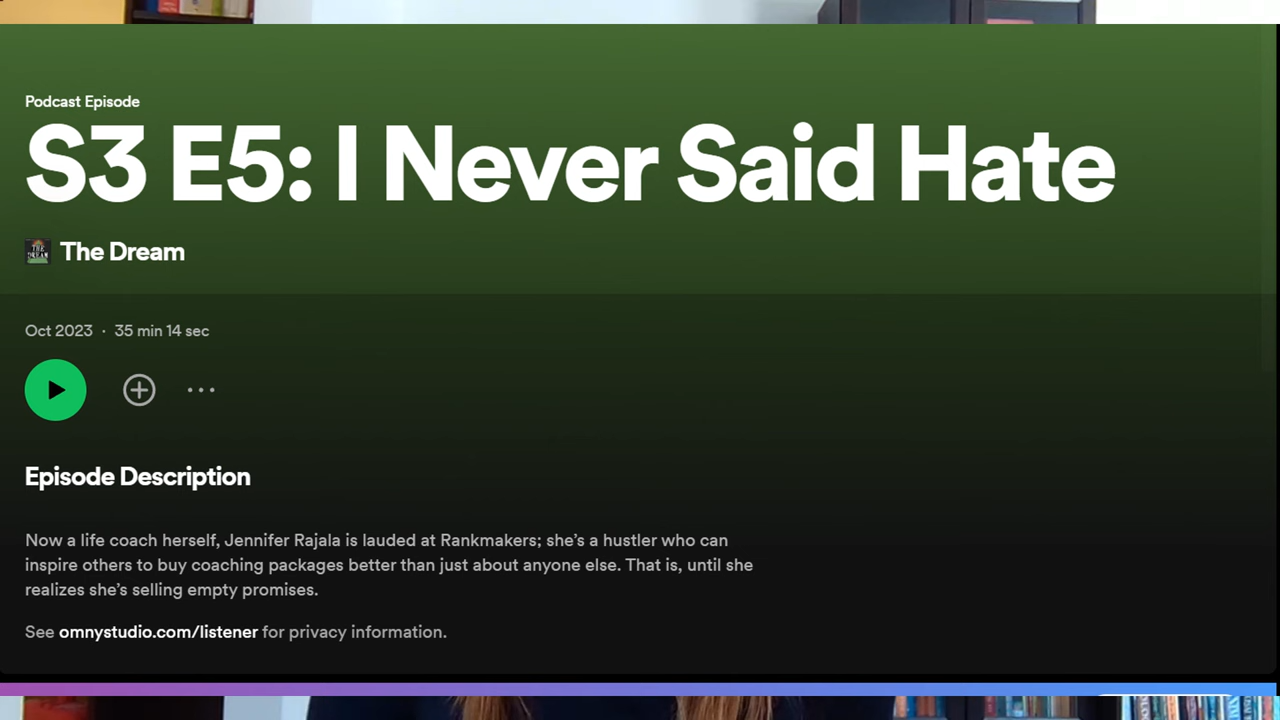 Podcast Episode
S3 E5: I Never Said Hate
THE DREAM
The Dream
Oct 2023 · 35 min 14 sec
Episode Description
Now a life coach herself, Jennifer Rajala is lauded at Rankmakers; she’s a hustler who can
inspire others to buy coaching packages better than just about anyone else. That is, until she
realizes she’s selling empty promises.
See omnystudio.com/listener for privacy information.